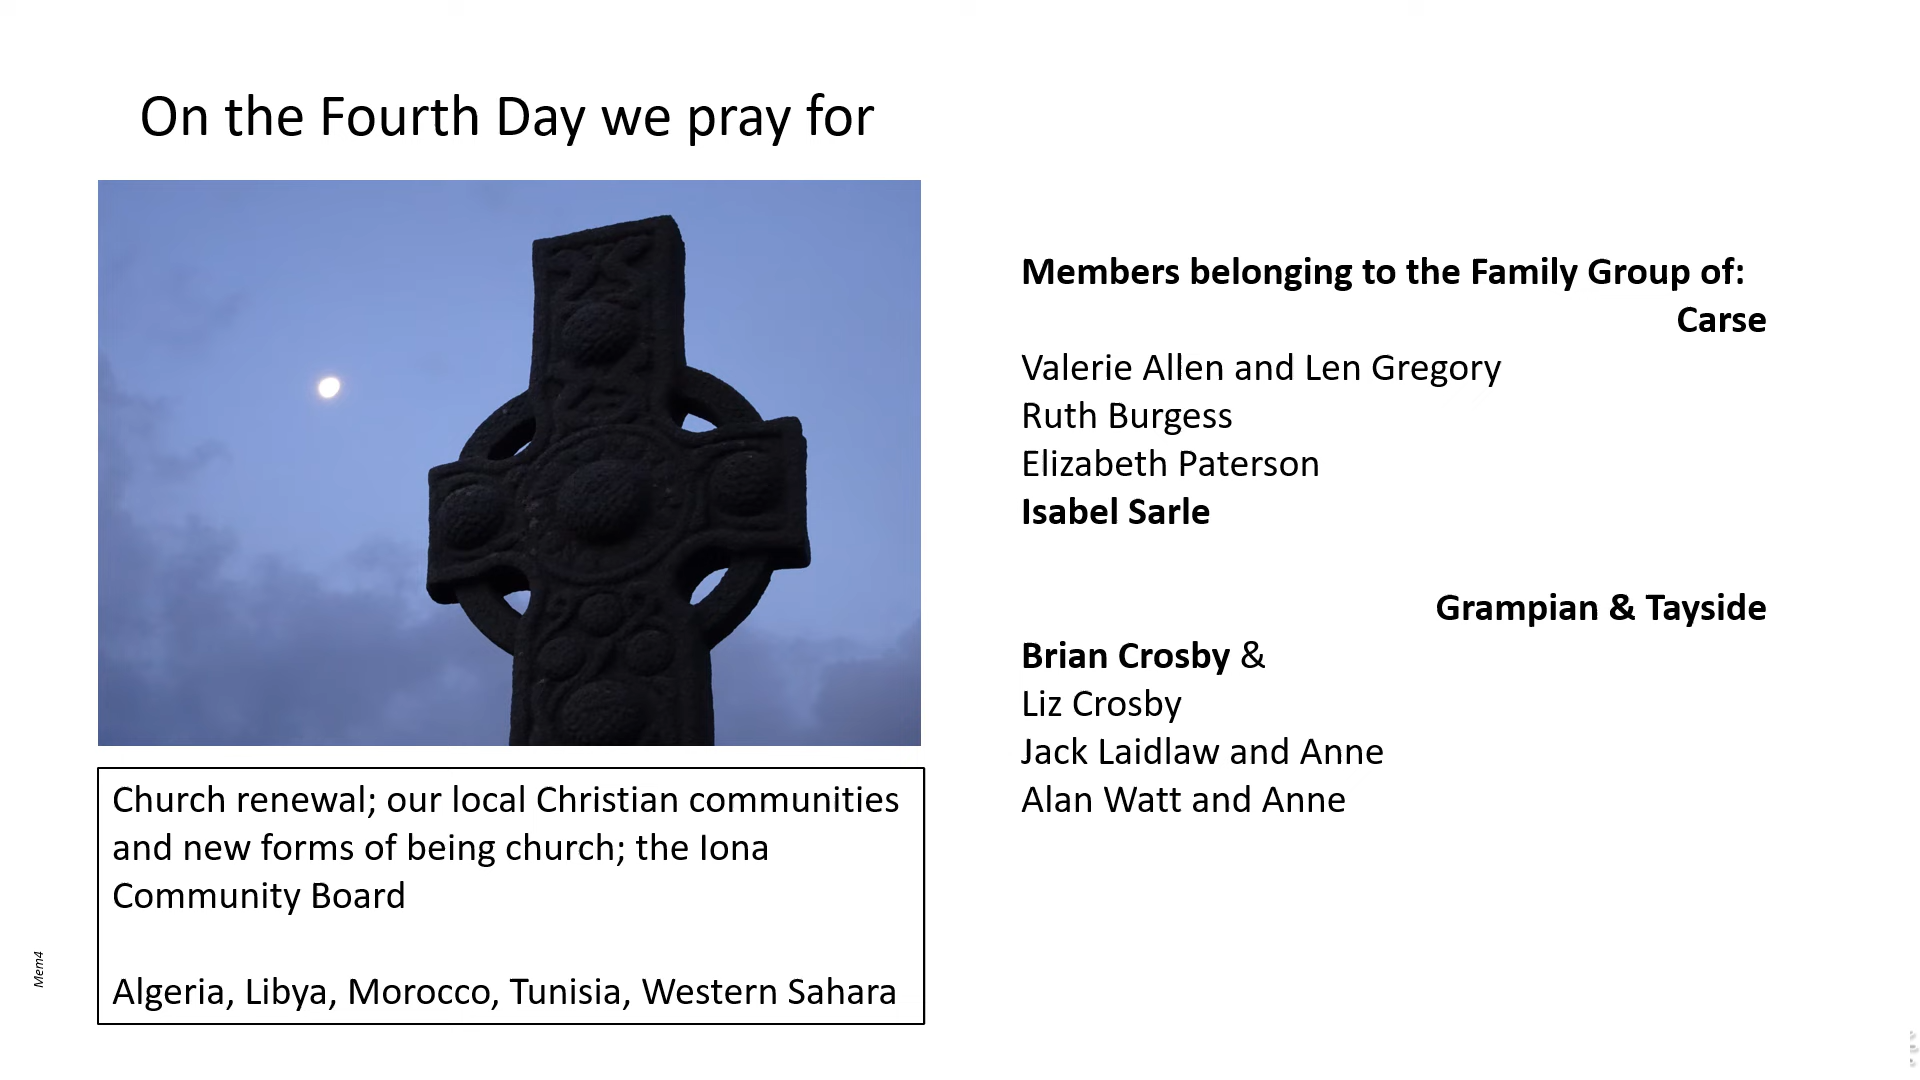 On the Fourth Day we pray for
Church renewal; our local Christian communities
and new forms of being church; the Iona
Community Board
Algeria, Libya, Morocco, Tunisia, Western Sahara
Mem4
Members belonging to the Family Group of:
Carse
Valerie Allen and Len Gregory
Ruth Burgess
Elizabeth Paterson
Isabel Sarle
Grampian & Tayside
Brian Crosby &
Liz Crosby
Jack Laidlaw and Anne
Alan Watt and Anne